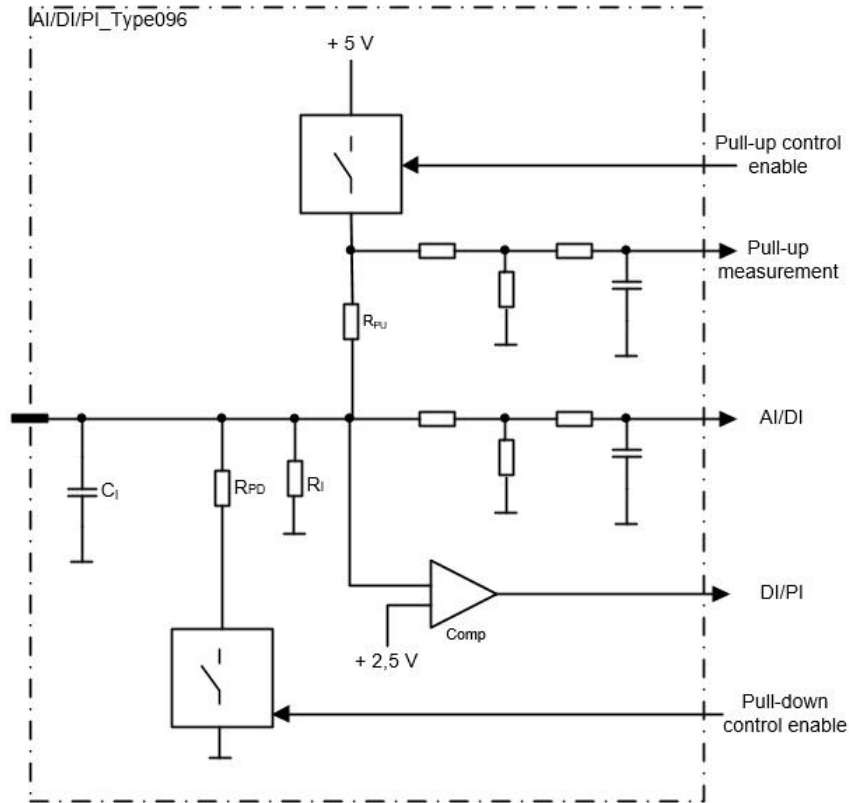 AI/DI/PI_Type096
+ 5 V
Pull-up control
enable
Pull-up
measurement
RPU
AI/DI
CI
RPD
RI
DI/PI
Comp
+ 2,5 V
Pull-down
control enable